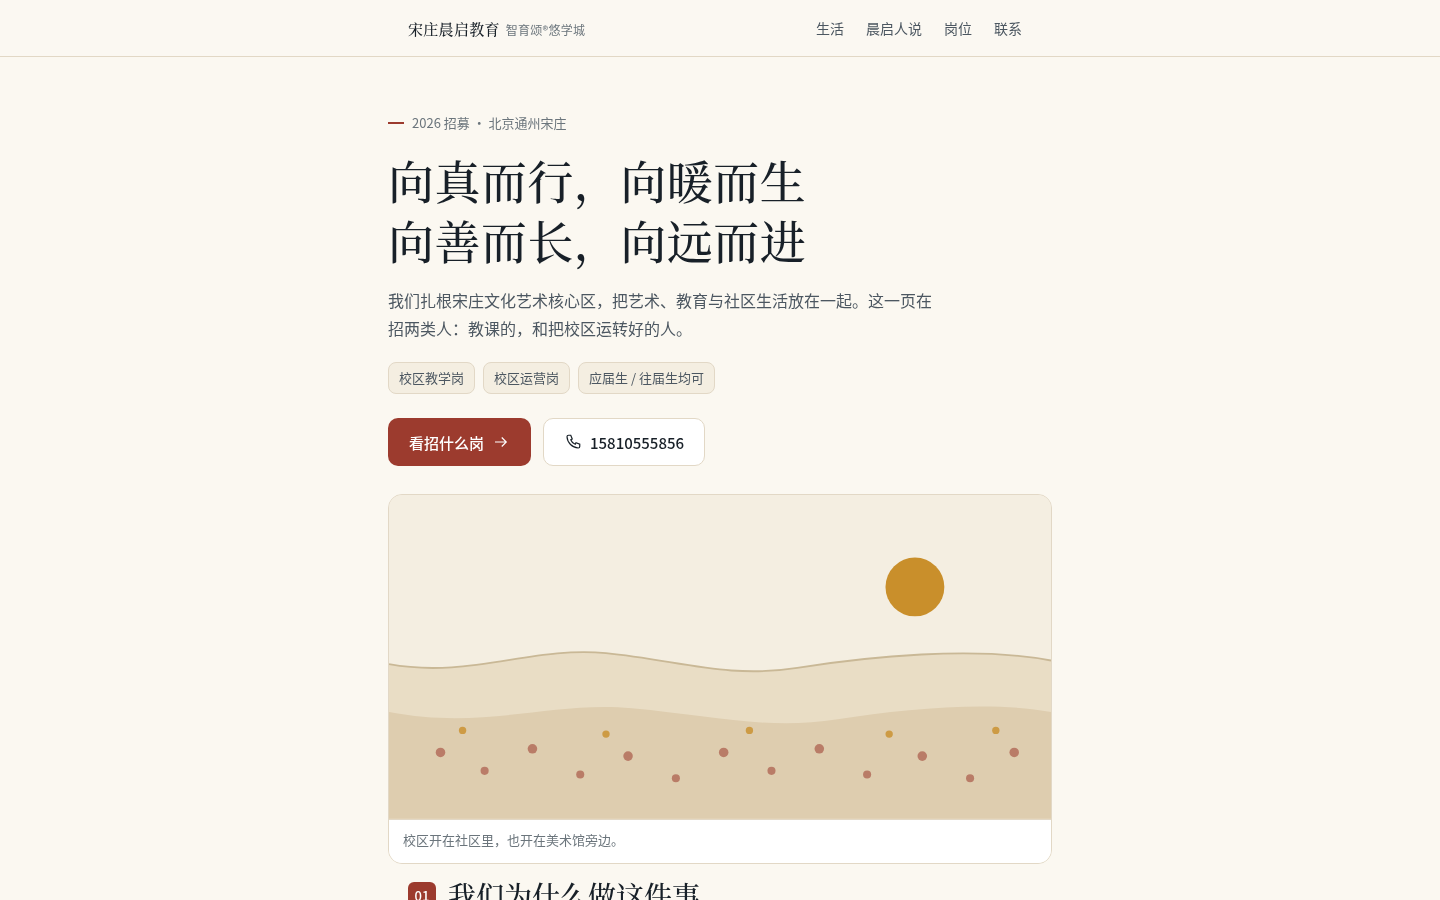 宋庄晨启教育 智育颂®悠学城
生活 晨启人说 岗位 联系
2026 招募 · 北京通州宋庄
向真而行，向暖而生
向善而长，向远而进
我们扎根宋庄文化艺术核心区，把艺术、教育与社区生活放在一起。这一页在
招两类人：教课的，和把校区运转好的人。
校区教学岗 校区运营岗 应届生 / 往届生均可
看招什么岗 → 15810555856
校区开在社区里，也开在美术馆旁边。
01 我们为什么做这件事